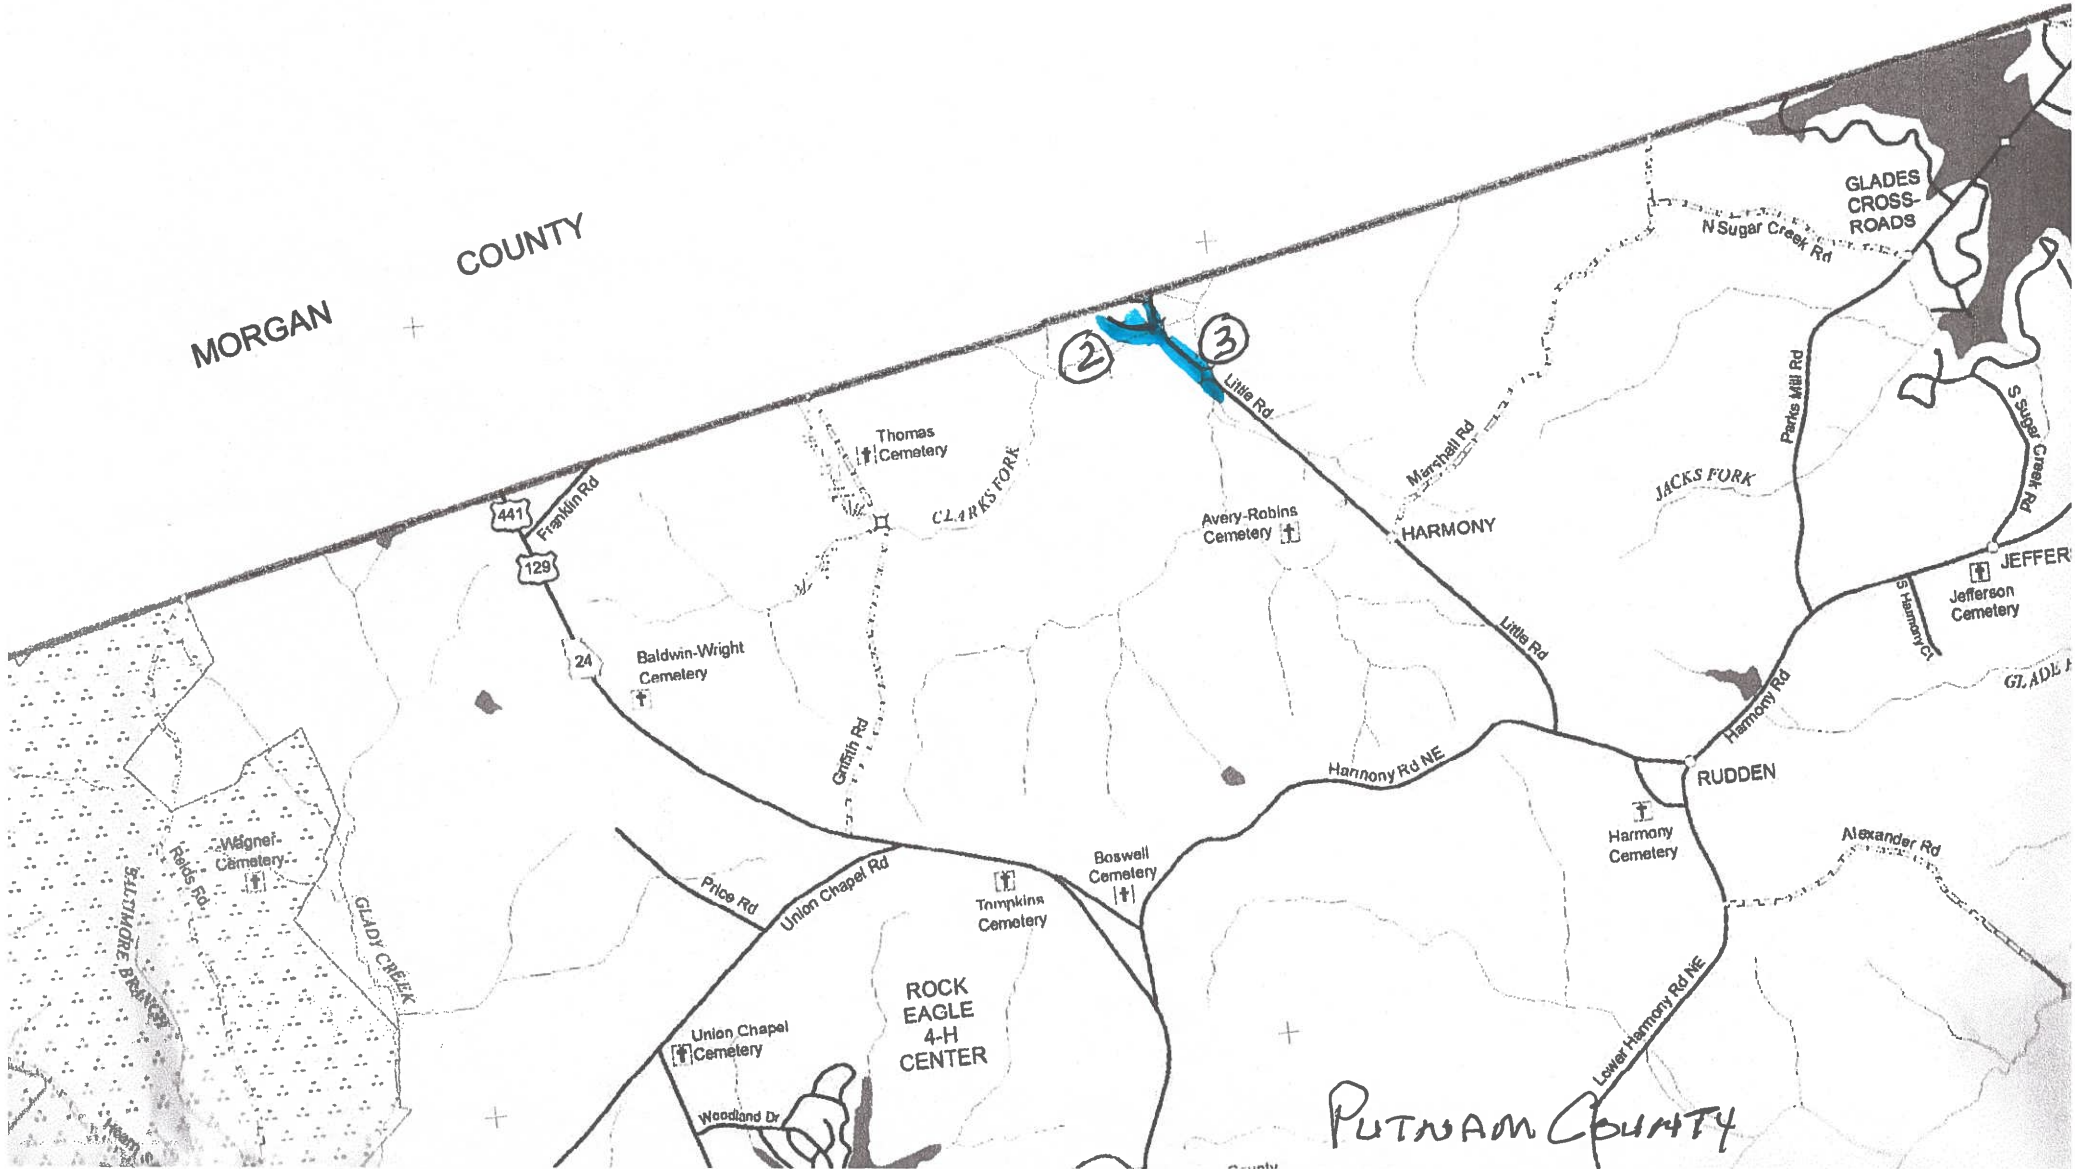 MORGAN
COUNTY
GLADES
CROSS-
ROADS
N Sugar Creek Rd
2
3
Little Rd
Parks Mill Rd
S Sugar Creek Rd
Thomas
Cemetery
CLARKS FORK
Marshall Rd
JACKS FORK
441
Franklin Rd
129
Avery-Robins
Cemetery
HARMONY
JEFFER
Jefferson
Cemetery
S Harmony Ct
24
Baldwin-Wright
Cemetery
Little Rd
GLADE
Harmony Rd
Griffith Rd
Harmony Rd NE
RUDDEN
Harmony
Cemetery
Alexander Rd
Wagner
Cemetery
Reids Rd
BALTIMORE BRANCH
GLADY CREEK
Price Rd
Union Chapel Rd
Tompkins
Cemetery
Boswell
Cemetery
ROCK
EAGLE
4-H
CENTER
Union Chapel
Cemetery
Woodland Dr
Lower Harmony Rd NE
PUTNAM COUNTY
County